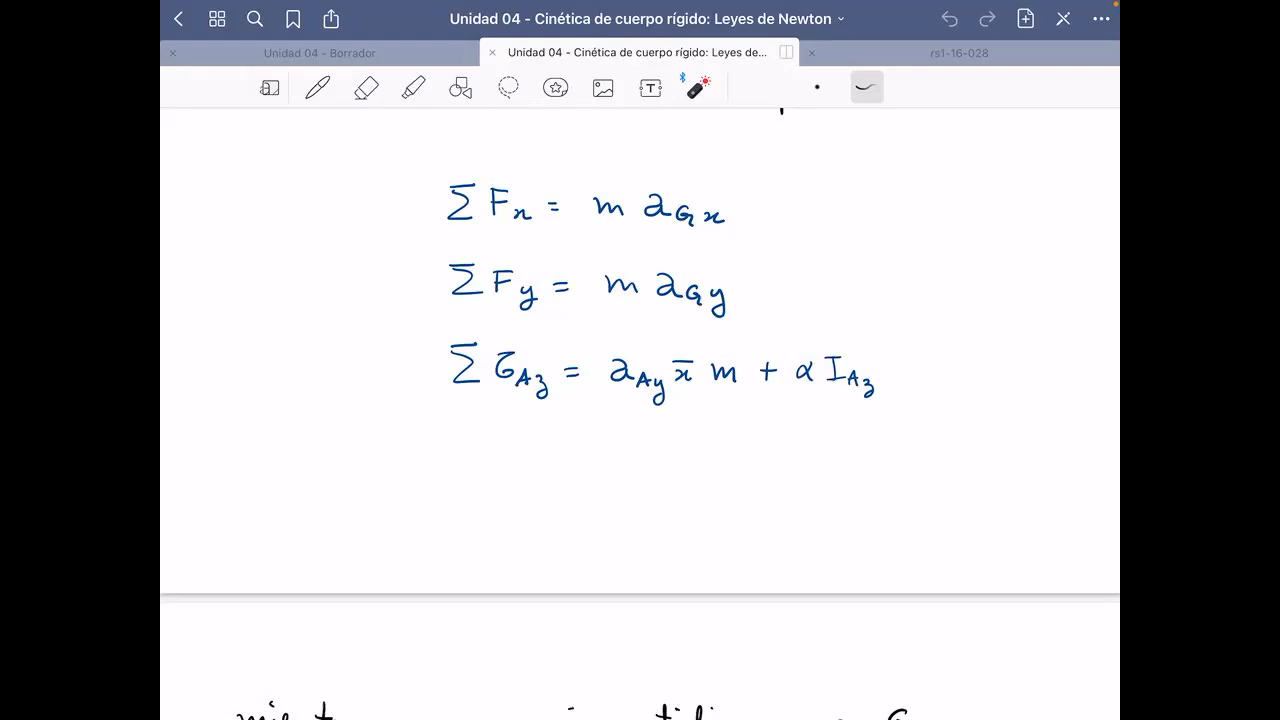 Unidad 04 - Cinética de cuerpo rígido: Leyes de Newton
Unidad 04 - Borrador
Unidad 04 - Cinética de cuerpo rígido: Leyes de...
rs1-16-028
Σ Fx = m aGx
Σ Fy = m aGy
Σ τAz = aAy x̄ m + α IAz